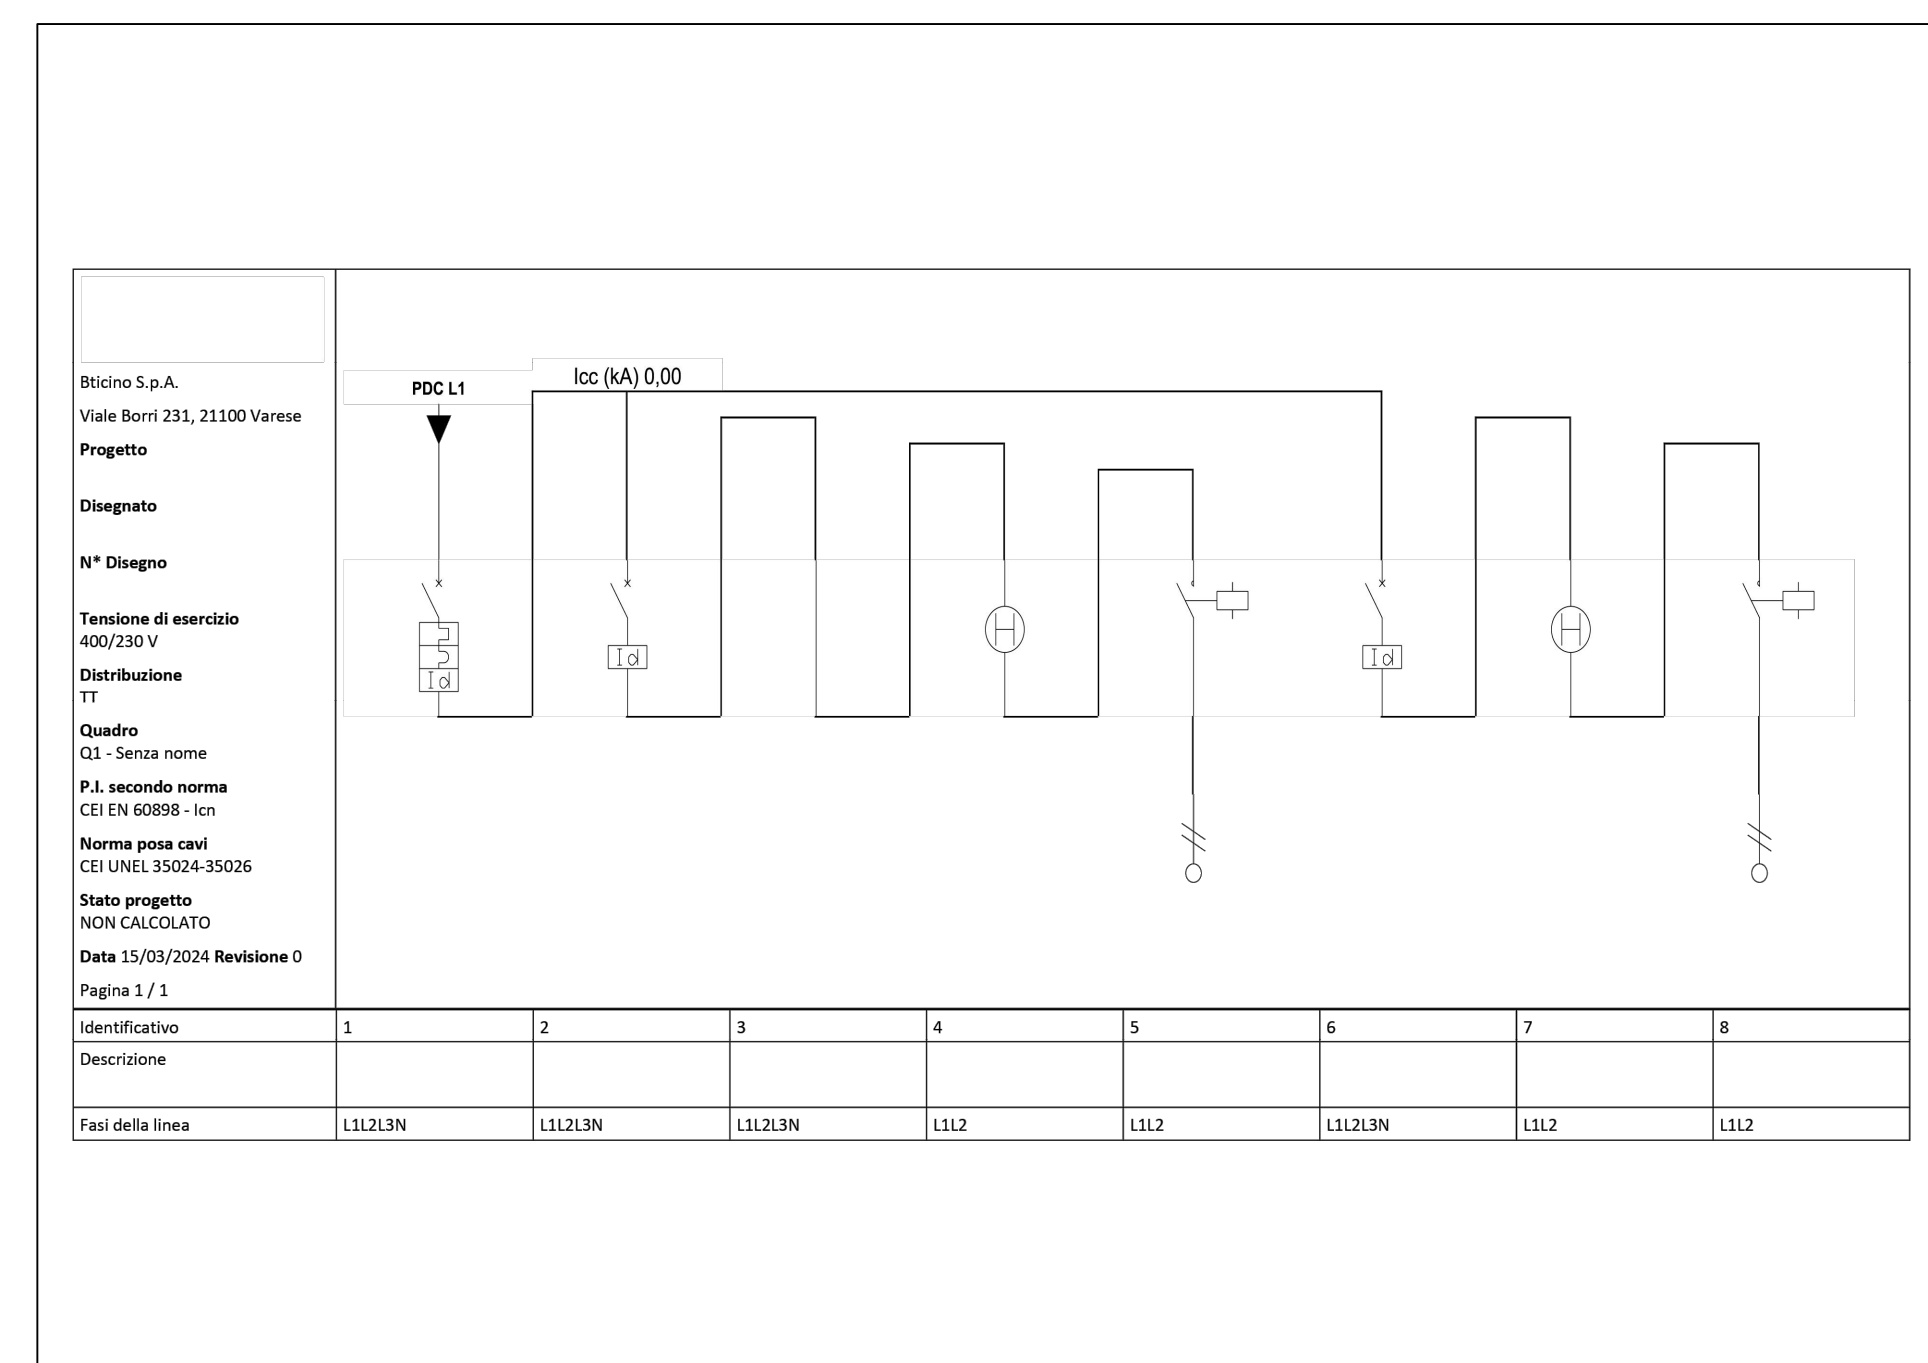 Bticino S.p.A.
Viale Borri 231, 21100 Varese
Progetto
Disegnato
N* Disegno
Tensione di esercizio
400/230 V
Distribuzione
TT
Quadro
Q1 - Senza nome
P.I. secondo norma
CEI EN 60898 - Icn
Norma posa cavi
CEI UNEL 35024-35026
Stato progetto
NON CALCOLATO
Data 15/03/2024 Revisione 0
Pagina 1 / 1
PDC L1
Icc (kA) 0,00
Id
Id
H
Id
H
Identificativo 1 2 3 4 5 6 7 8
Descrizione
Fasi della linea L1L2L3N L1L2L3N L1L2L3N L1L2 L1L2 L1L2L3N L1L2 L1L2